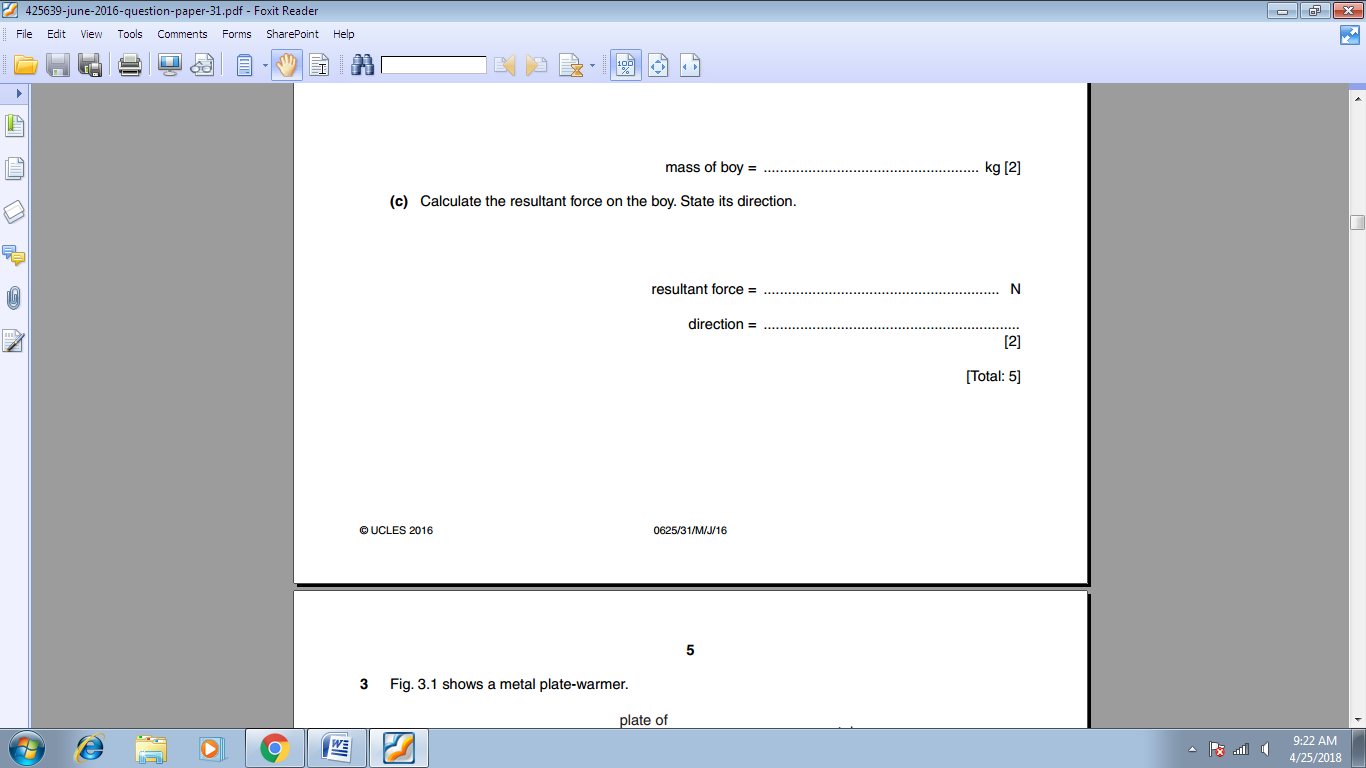 425639-june-2016-question-paper-31.pdf - Foxit Reader
File Edit View Tools Comments Forms SharePoint Help
mass of boy = ..................................................... kg [2]
(c) Calculate the resultant force on the boy. State its direction.
resultant force = .......................................................... N
direction = ...............................................................
[2]
[Total: 5]
© UCLES 2016 0625/31/M/J/16
5
3 Fig. 3.1 shows a metal plate-warmer.
plate of
9:22 AM
4/25/2018